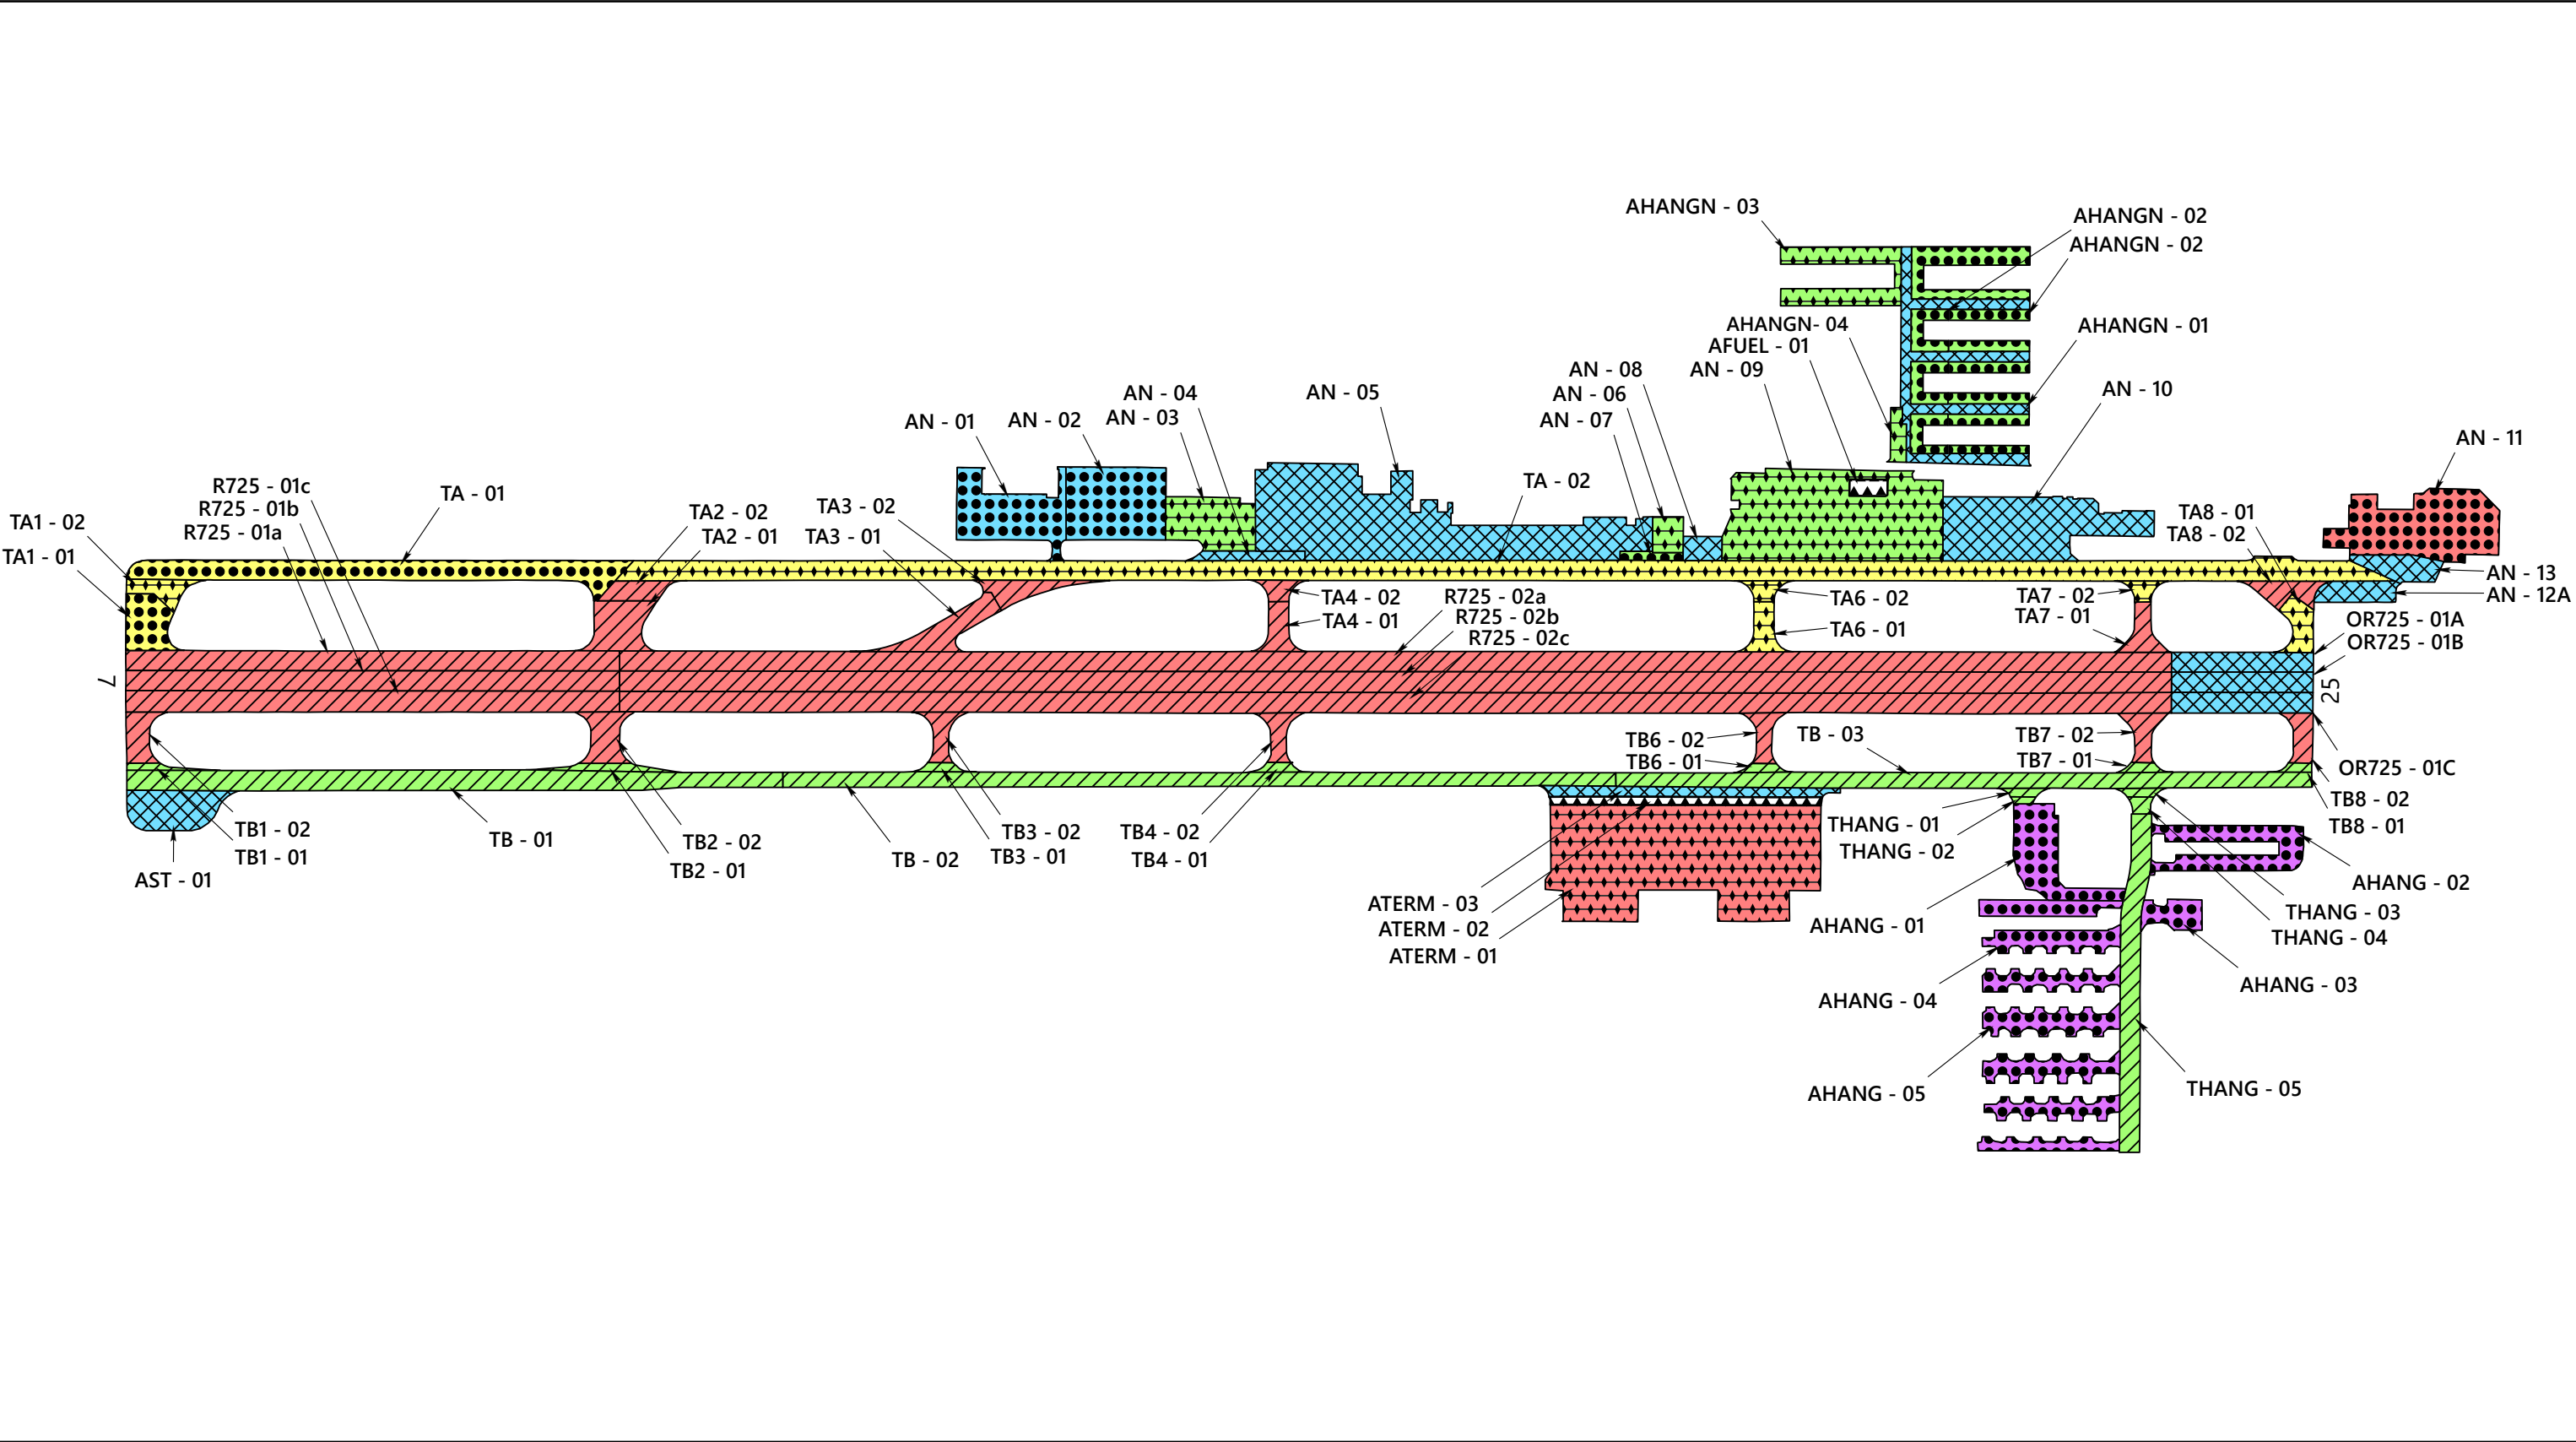 AHANGN - 03
AHANGN - 02
AHANGN - 02
AHANGN- 04
AHANGN - 01
AFUEL - 01
AN - 08
AN - 09
AN - 10
AN - 06
AN - 04
AN - 05
AN - 03
AN - 07
AN - 01
AN - 02
AN - 11
R725 - 01c
TA - 01
TA - 02
R725 - 01b
TA3 - 02
TA2 - 02
TA8 - 01
TA1 - 02
R725 - 01a
TA2 - 01
TA3 - 01
TA8 - 02
TA1 - 01
AN - 13
AN - 12A
TA4 - 02
R725 - 02a
TA6 - 02
TA7 - 02
TA4 - 01
R725 - 02b
TA7 - 01
OR725 - 01A
TA6 - 01
R725 - 02c
OR725 - 01B
7
25
TB6 - 02
TB - 03
TB7 - 02
TB6 - 01
TB7 - 01
OR725 - 01C
TB8 - 02
TB8 - 01
TB1 - 02
TB - 01
TB2 - 02
TB3 - 02
TB4 - 02
THANG - 01
TB1 - 01
TB2 - 01
TB - 02
TB3 - 01
TB4 - 01
THANG - 02
AST - 01
AHANG - 02
ATERM - 03
THANG - 03
ATERM - 02
AHANG - 01
THANG - 04
ATERM - 01
AHANG - 04
AHANG - 03
AHANG - 05
THANG - 05